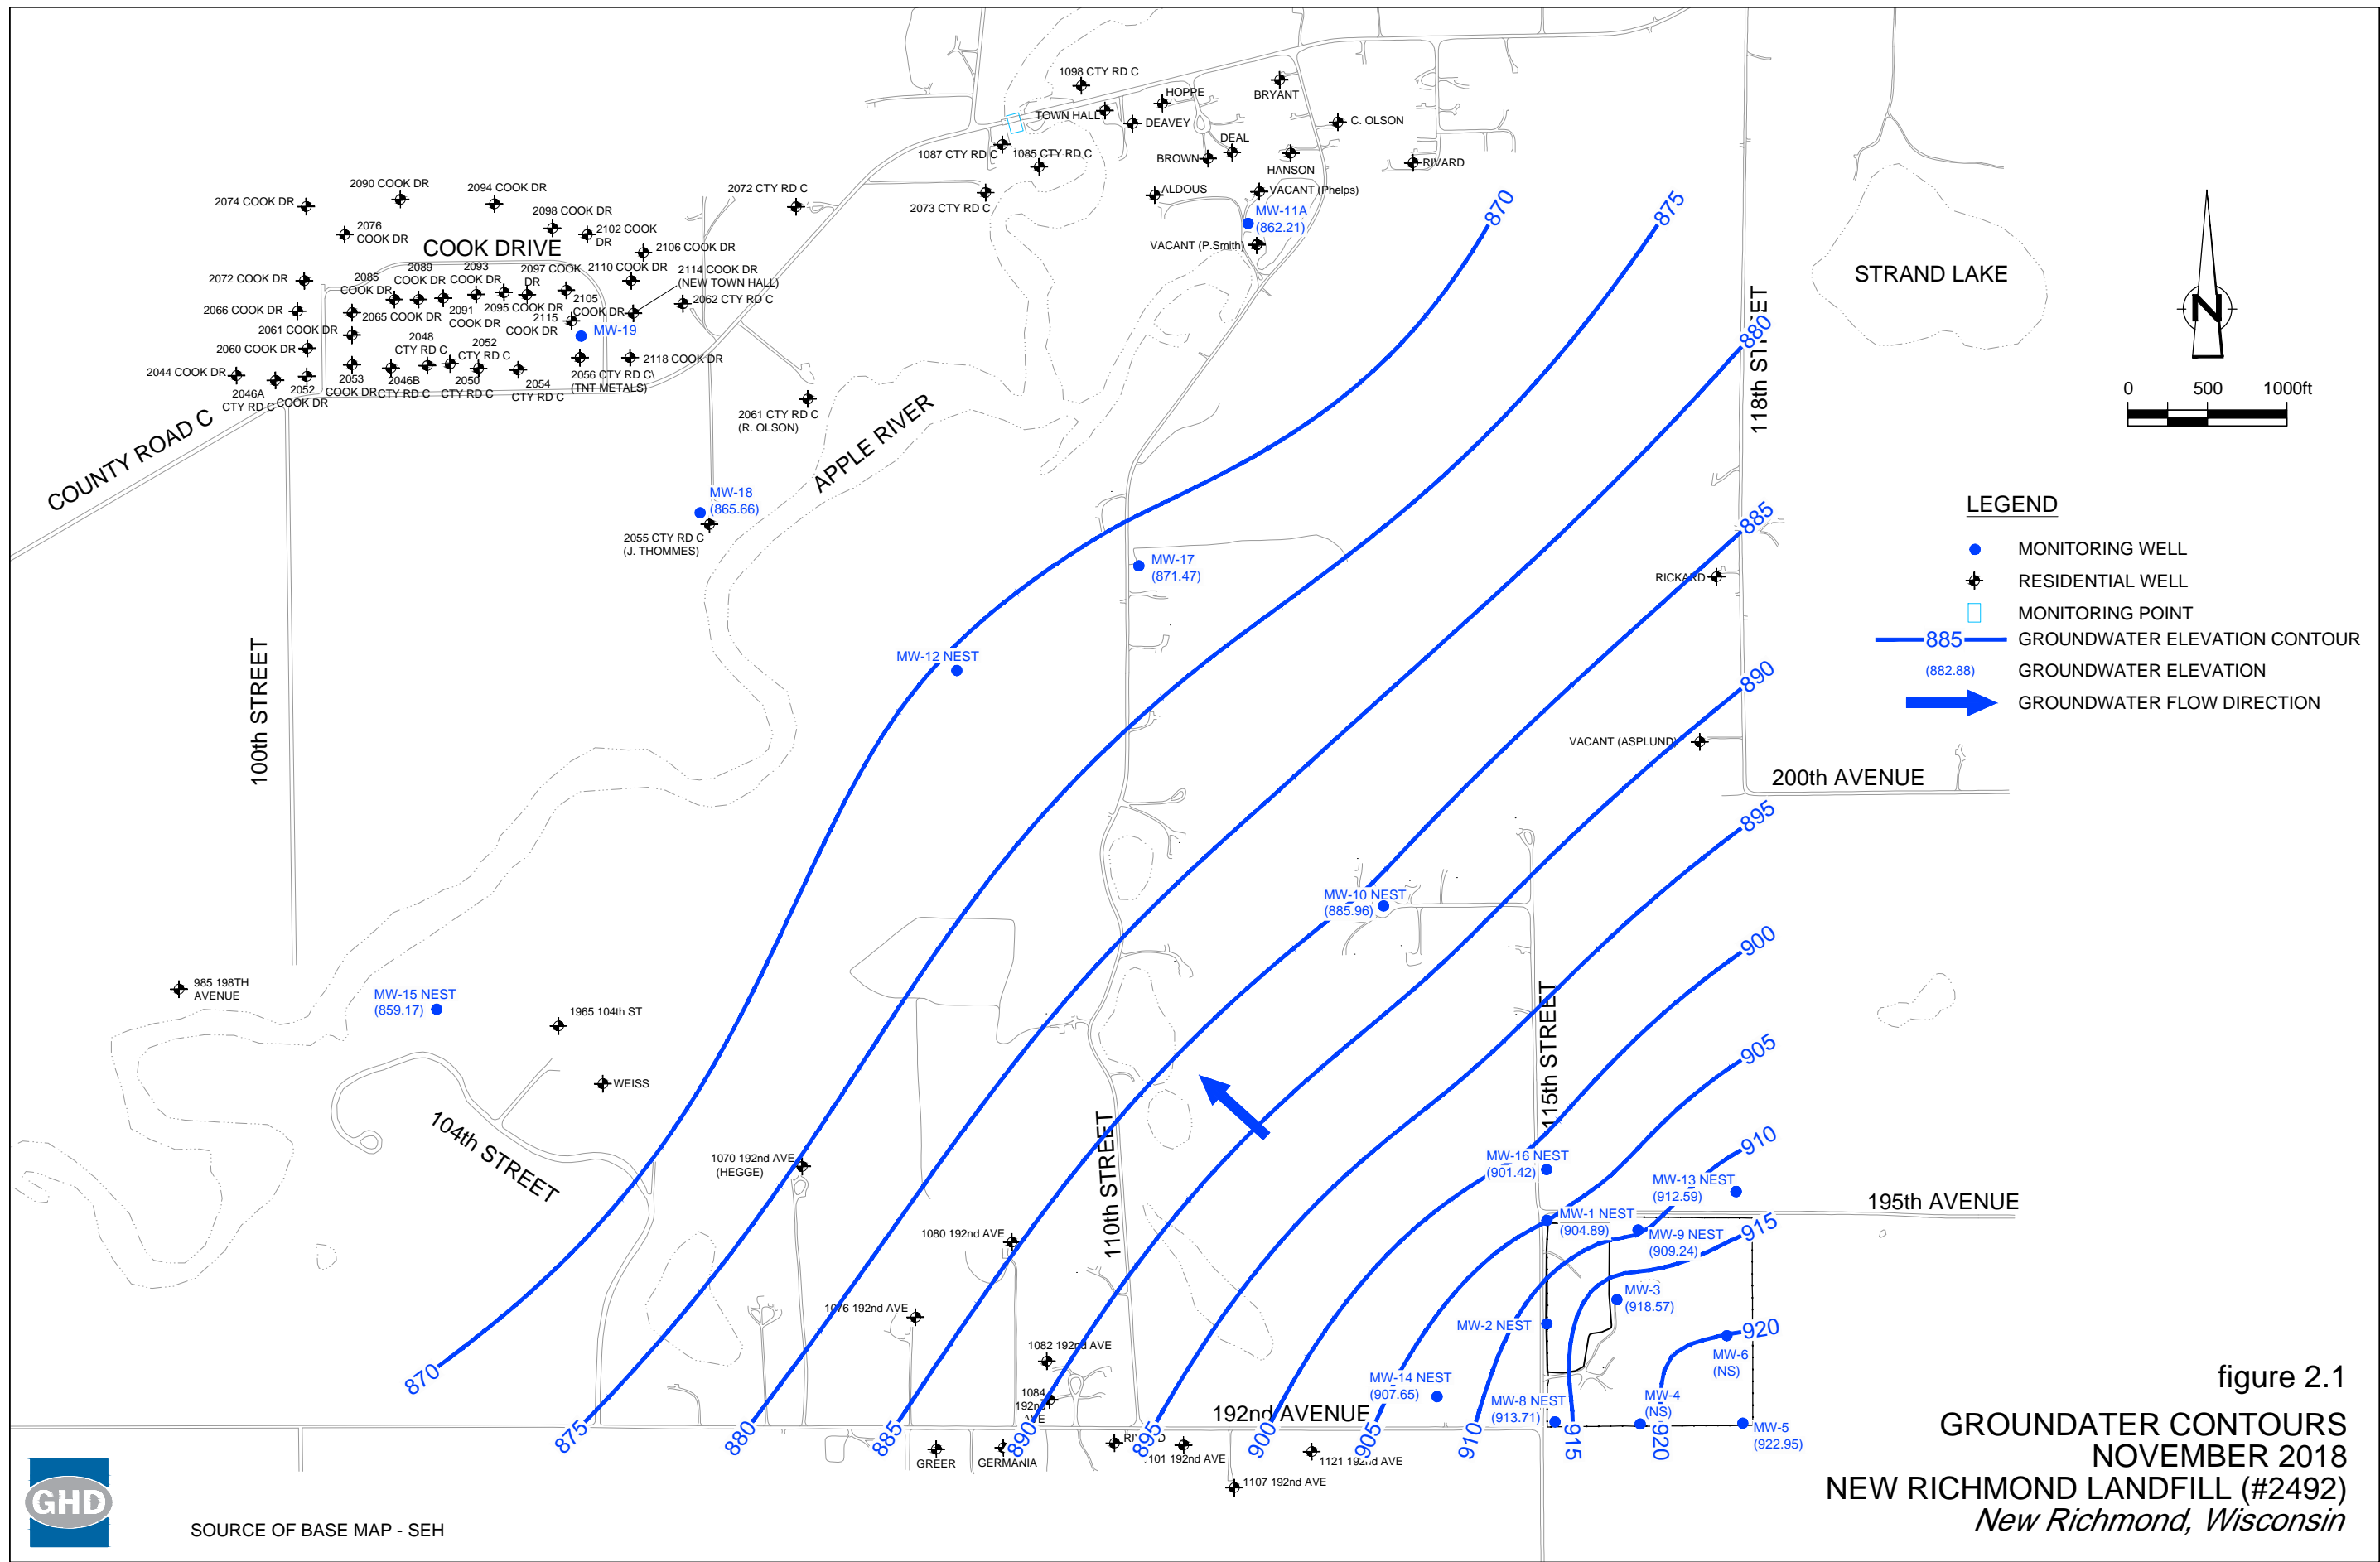 1098 CTY RD C
HOPPE
BRYANT
TOWN HALL
DEAVEY
C. OLSON
DEAL
1087 CTY RD C
1085 CTY RD C
BROWN
HANSON
RIVARD
2090 COOK DR
2094 COOK DR
2072 CTY RD C
ALDOUS
VACANT (Phelps)
2074 COOK DR
2073 CTY RD C
MW-11A
(862.21)
870
875
2098 COOK DR
2076
COOK DR
2102 COOK
DR
2106 COOK DR
VACANT (P.Smith)
COOK DRIVE
2072 COOK DR
2085
COOK DR
2089
COOK DR
2093
COOK DR
2097 COOK
DR
2110 COOK DR
2114 COOK DR
(NEW TOWN HALL)
2062 CTY RD C
STRAND LAKE
N
2066 COOK DR
2065 COOK DR
2091
COOK DR
2095 COOK DR
2105
COOK DR
2115
COOK DR
2061 COOK DR
MW-19
880
118th STREET
2060 COOK DR
2048
CTY RD C
2052
CTY RD C
2118 COOK DR
2044 COOK DR
2046A
CTY RD C
2052
COOK DR
2053
COOK DR
2046B
CTY RD C
2050
CTY RD C
2054
CTY RD C
2056 CTY RD C\
(TNT METALS)
0 500 1000ft
2061 CTY RD C
(R. OLSON)
COUNTY ROAD C
APPLE RIVER
MW-18
(865.66)
2055 CTY RD C
(J. THOMMES)
885
LEGEND
MONITORING WELL
RESIDENTIAL WELL
MONITORING POINT
885 GROUNDWATER ELEVATION CONTOUR
(882.88) GROUNDWATER ELEVATION
GROUNDWATER FLOW DIRECTION
MW-17
(871.47)
RICKARD
MW-12 NEST
100th STREET
890
VACANT (ASPLUND)
200th AVENUE
895
MW-10 NEST
(885.96)
900
985 198TH
AVENUE
MW-15 NEST
(859.17)
1965 104th ST
115th STREET
905
WEISS
104th STREET
1070 192nd AVE
(HEGGE)
110th STREET
910
MW-16 NEST
(901.42)
MW-13 NEST
(912.59)
195th AVENUE
MW-1 NEST
(904.89)
MW-9 NEST
(909.24)
915
1080 192nd AVE
MW-3
(918.57)
1076 192nd AVE
MW-2 NEST
920
1082 192nd AVE
MW-6
(NS)
870
MW-14 NEST
(907.65)
1084
192nd
AVE
MW-8 NEST
(913.71)
MW-4
(NS)
MW-5
(922.95)
192nd AVENUE
875
880
885
890
895
900
905
910
915
920
GREER
GERMANIA
101 192nd AVE
1121 192nd AVE
1107 192nd AVE
figure 2.1
GROUNDATER CONTOURS
NOVEMBER 2018
NEW RICHMOND LANDFILL (#2492)
New Richmond, Wisconsin
GHD
SOURCE OF BASE MAP - SEH